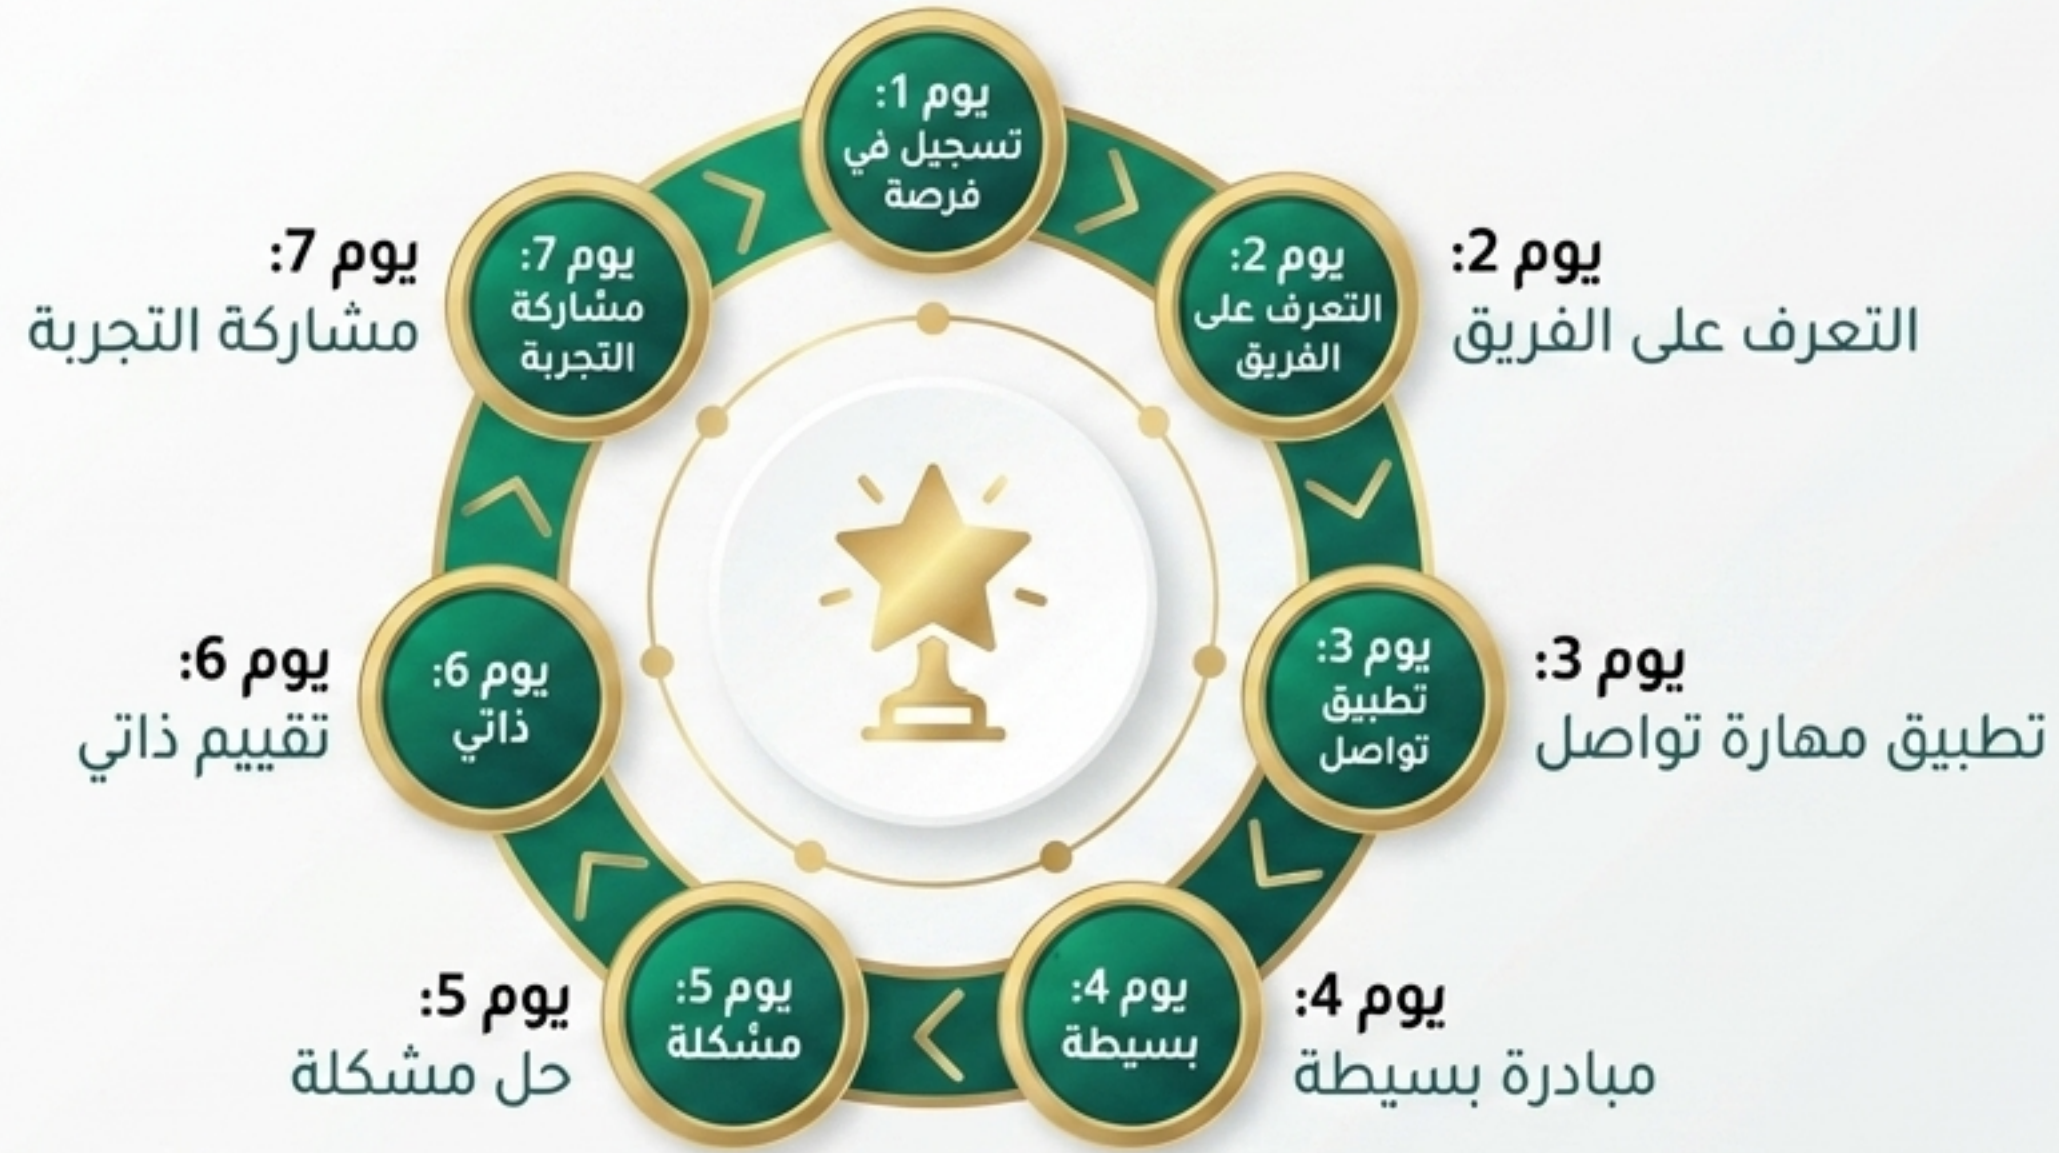 يوم 1:
تسجيل في
فرصة
يوم 2:
التعرف على
الفريق
يوم 2:
التعرف على الفريق
يوم 3:
تطبيق
تواصل
يوم 3:
تطبيق مهارة تواصل
يوم 4:
بسيطة
يوم 4:
مبادرة بسيطة
يوم 5:
مشكلة
يوم 5:
حل مشكلة
يوم 6:
ذاتي
يوم 6:
تقييم ذاتي
يوم 7:
مشاركة
التجربة
يوم 7:
مشاركة التجربة